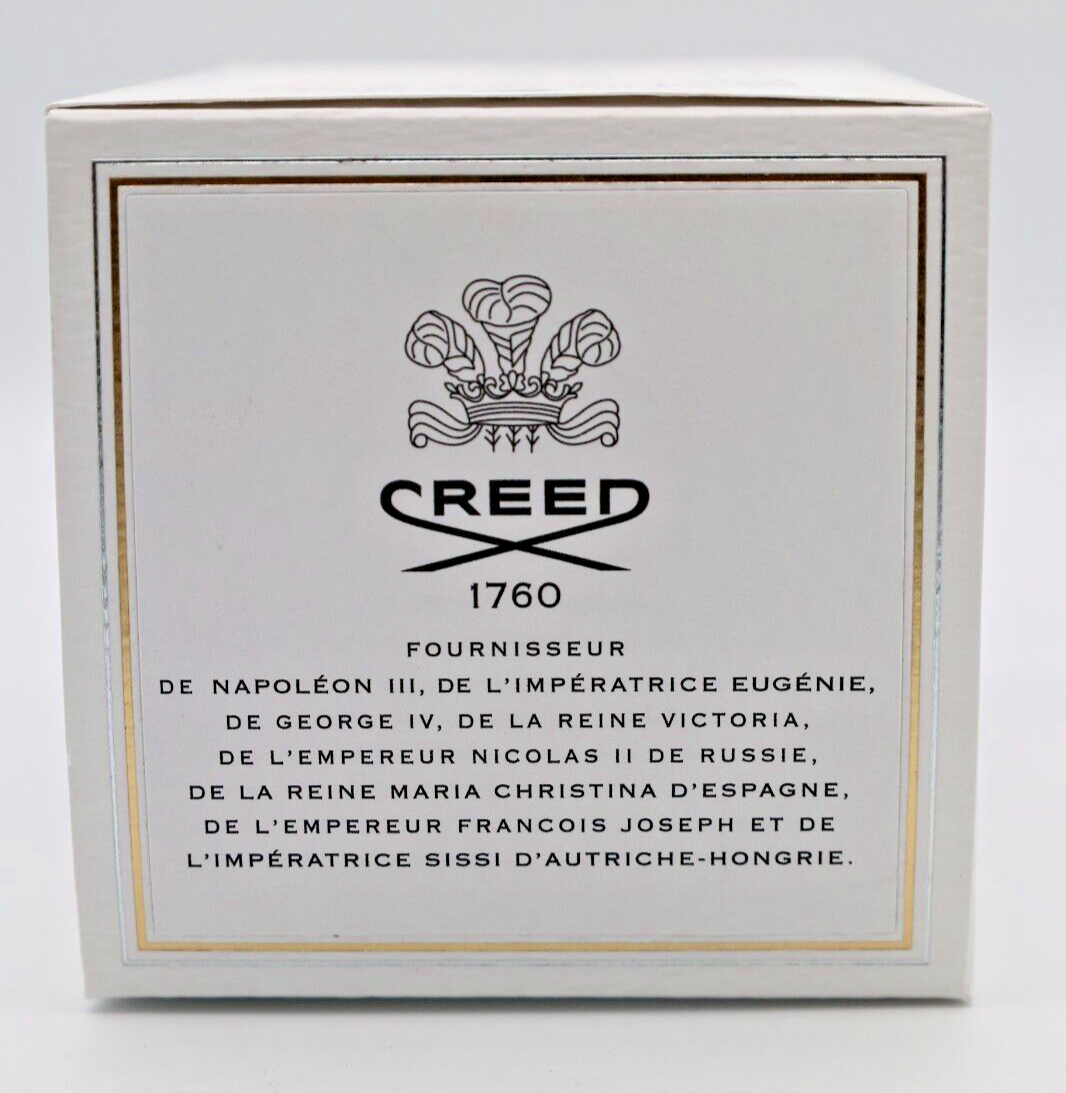 CREED
1760
FOURNISSEUR
DE NAPOLÉON III, DE L'IMPÉRATRICE EUGÉNIE,
DE GEORGE IV, DE LA REINE VICTORIA,
DE L'EMPEREUR NICOLAS II DE RUSSIE,
DE LA REINE MARIA CHRISTINA D'ESPAGNE,
DE L'EMPEREUR FRANCOIS JOSEPH ET DE
L'IMPÉRATRICE SISSI D'AUTRICHE-HONGRIE.